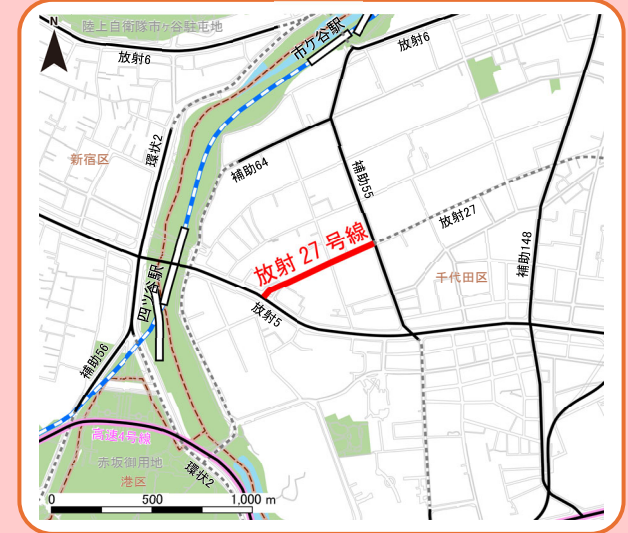 N
陸上自衛隊市ヶ谷駐屯地
放射6
市ケ谷駅
放射6
環状2
新宿区
補助64
補助55
放射27
放射27号線
補助148
千代田区
四ツ谷駅
放射5
補助56
高速4号線
赤坂御用地
港区
環状2
0 500 1,000 m